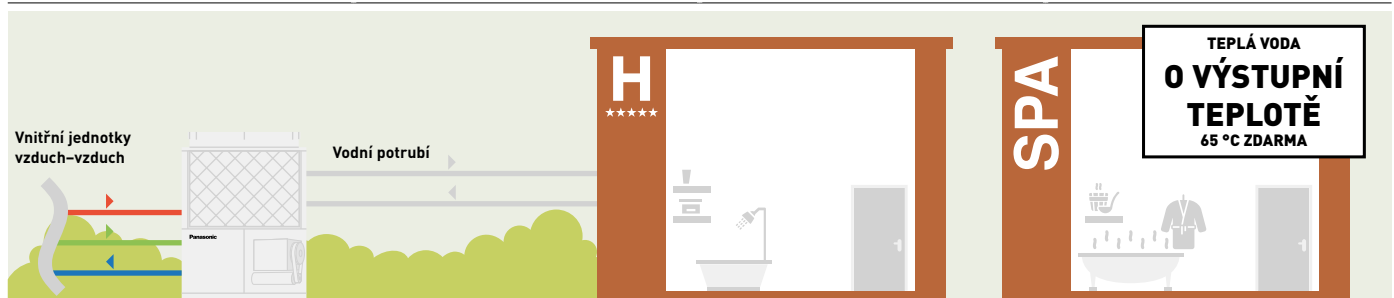 Vnitřní jednotky
vzduch–vzduch
Panasonic
Vodní potrubí
H
★★★★★
SPA
TEPLÁ VODA
O VÝSTUPNÍ
TEPLOTĚ
65 °C ZDARMA